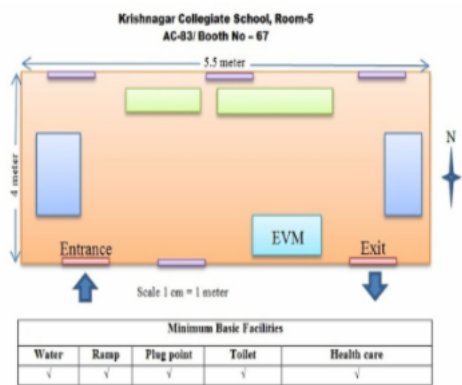 Krishnagar Collegiate School, Room-5
AC-83/ Booth No – 67
5.5 meter
4 meter
N
EVM
Entrance
Exit
Scale 1 cm = 1 meter
Minimum Basic Facilities
Water Ramp Plug point Toilet Health care
√ √ √ √ √